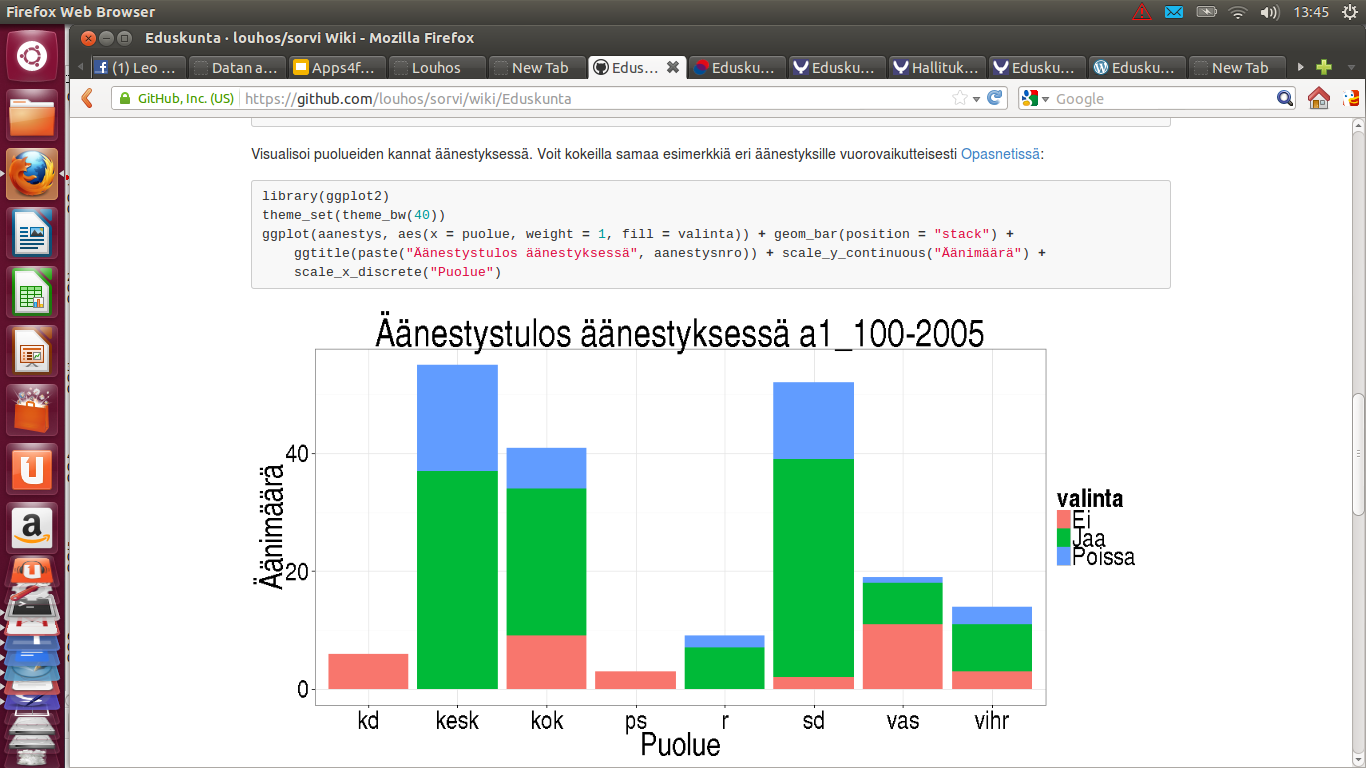 Firefox Web Browser
13:45
Eduskunta · louhos/sorvi Wiki - Mozilla Firefox
(1) Leo ...
Datan a...
Apps4f...
Louhos
New Tab
Edus...
Edusku...
Edusku...
Hallituk...
Edusku...
Edusku...
New Tab
GitHub, Inc. (US)
https://github.com/louhos/sorvi/wiki/Eduskunta
Google
Visualisoi puolueiden kannat äänestyksessä. Voit kokeilla samaa esimerkkiä eri äänestyksille vuorovaikutteisesti Opasnetissä:
library(ggplot2)
theme_set(theme_bw(40))
ggplot(aanestys, aes(x = puolue, weight = 1, fill = valinta)) + geom_bar(position = "stack") +
ggtitle(paste("Äänestystulos äänestyksessä", aanestysnro)) + scale_y_continuous("Äänimäärä") +
scale_x_discrete("Puolue")
Äänestystulos äänestyksessä a1_100-2005
Äänimäärä
40
20
0
kd kesk kok ps r sd vas vihr
Puolue
valinta
Ei
Jaa
Poissa